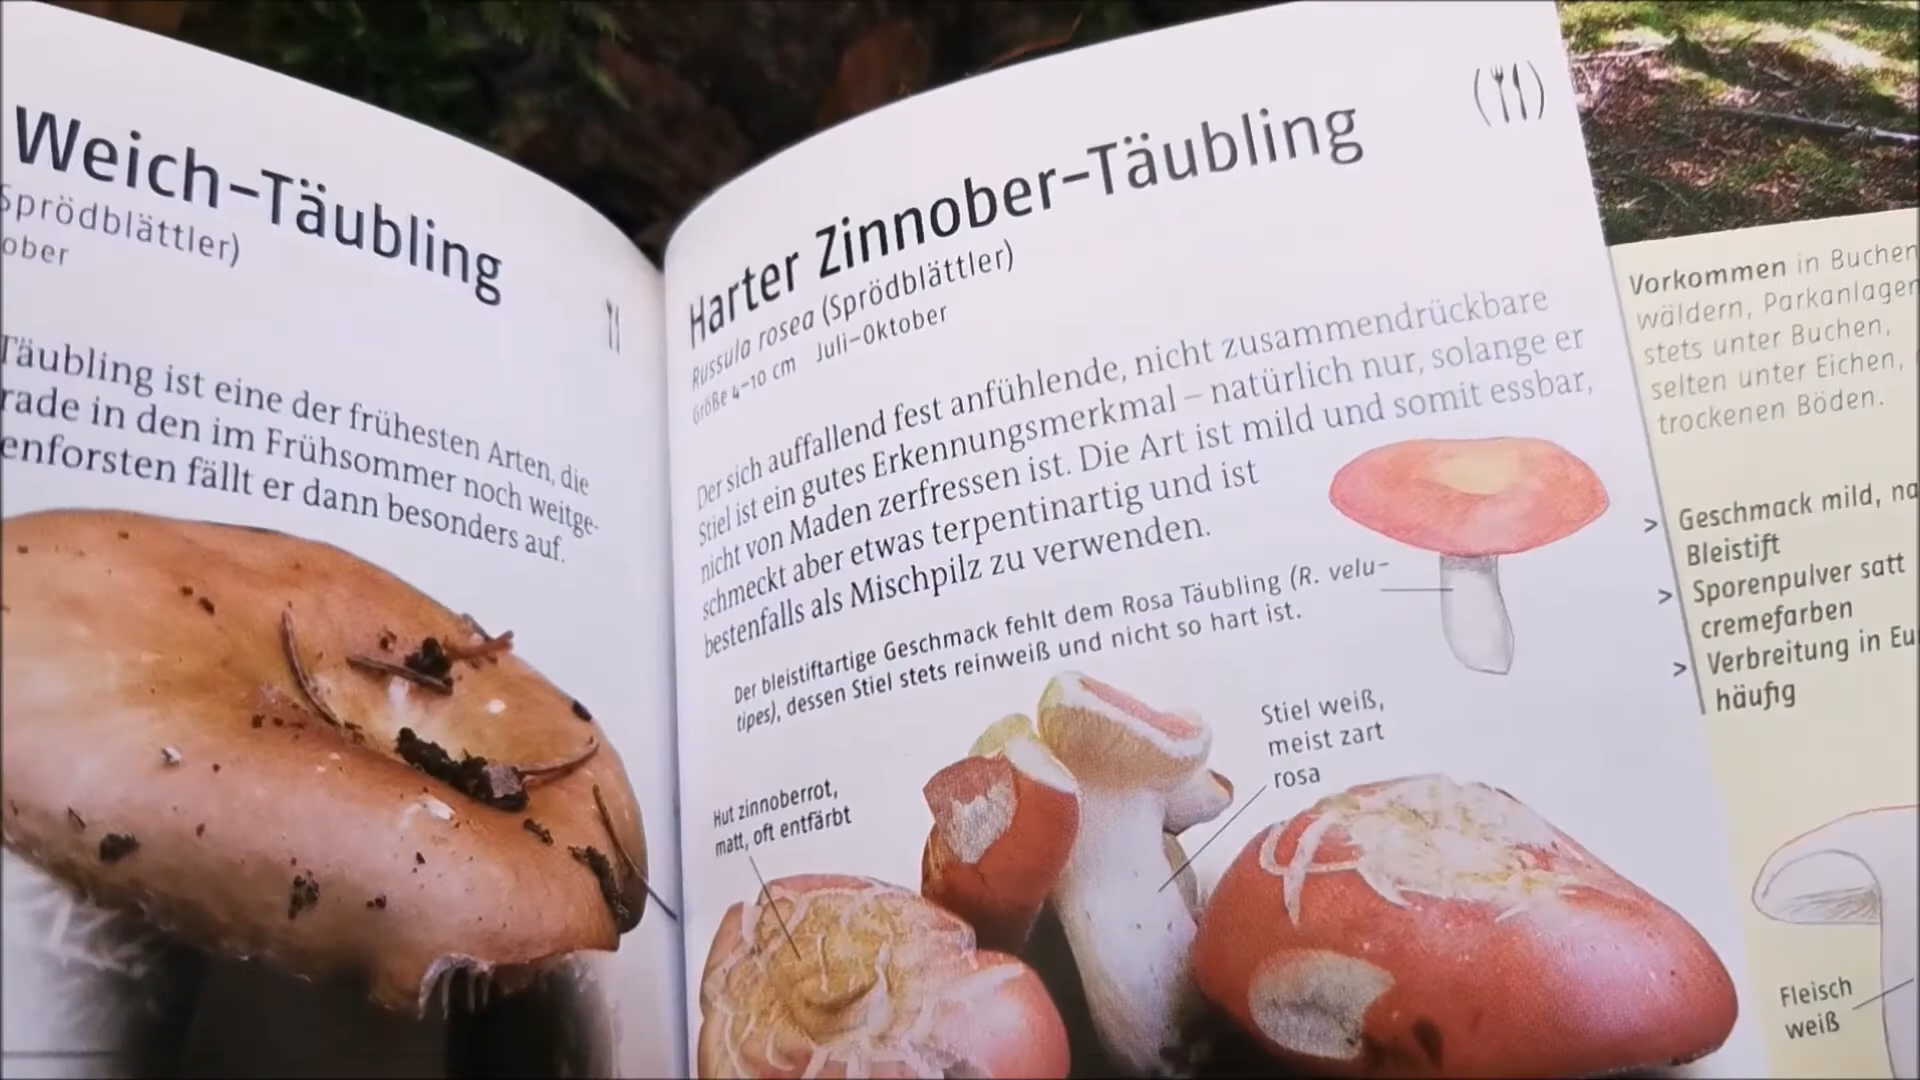 Weich-Täubling
Sprödblättler)
ober
Täubling ist eine der frühesten Arten, die
rade in den im Frühsommer noch weitge-
enforsten fällt er dann besonders auf.
Harter Zinnober-Täubling
Russula rosea (Sprödblättler)
Größe 4–10 cm Juli–Oktober
Der sich auffallend fest anfühlende, nicht zusammendrückbare
Stiel ist ein gutes Erkennungsmerkmal – natürlich nur, solange er
nicht von Maden zerfressen ist. Die Art ist mild und somit essbar,
schmeckt aber etwas terpentinartig und ist
bestenfalls als Mischpilz zu verwenden.
Der bleistiftartige Geschmack fehlt dem Rosa Täubling (R. velu-
tipes), dessen Stiel stets reinweiß und nicht so hart ist.
Stiel weiß,
meist zart
rosa
Hut zinnoberrot,
matt, oft entfärbt
Vorkommen in Buchen
wäldern, Parkanlagen
stets unter Buchen,
selten unter Eichen,
trockenen Böden.
> Geschmack mild, na
Bleistift
> Sporenpulver satt
cremefarben
> Verbreitung in Eu
häufig
Fleisch
weiß